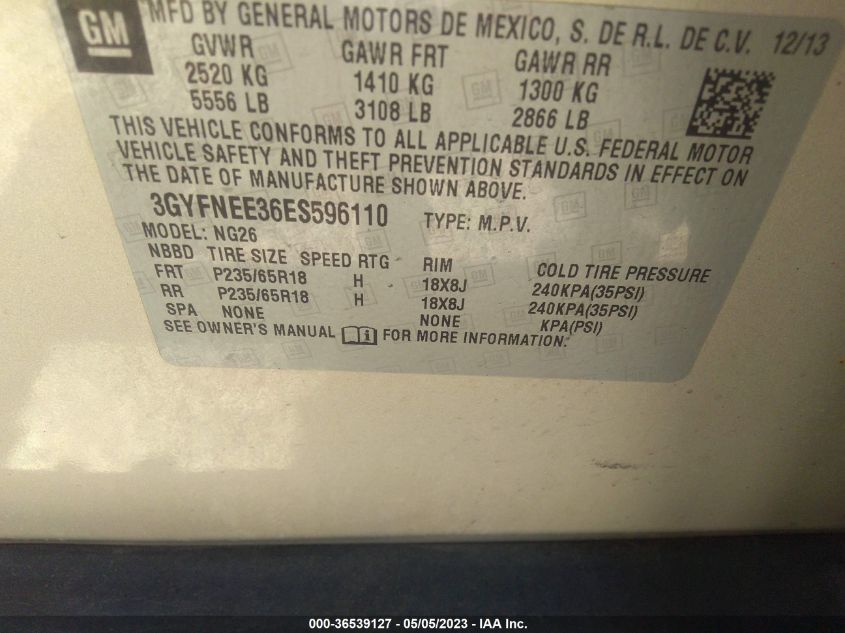 GM
MFD BY GENERAL MOTORS DE MEXICO, S. DE R.L. DE C.V. 12/13
GVWR GAWR FRT GAWR RR
2520 KG 1410 KG 1300 KG
5556 LB 3108 LB 2866 LB
THIS VEHICLE CONFORMS TO ALL APPLICABLE U.S. FEDERAL MOTOR
VEHICLE SAFETY AND THEFT PREVENTION STANDARDS IN EFFECT ON
THE DATE OF MANUFACTURE SHOWN ABOVE.
3GYFNEE36ES596110 TYPE: M.P.V.
MODEL: NG26
NBBD TIRE SIZE SPEED RTG RIM COLD TIRE PRESSURE
FRT P235/65R18 H 18X8J 240KPA(35PSI)
RR P235/65R18 H 18X8J 240KPA(35PSI)
SPA NONE NONE KPA(PSI)
SEE OWNER'S MANUAL FOR MORE INFORMATION.
000-36539127 - 05/05/2023 - IAA Inc.